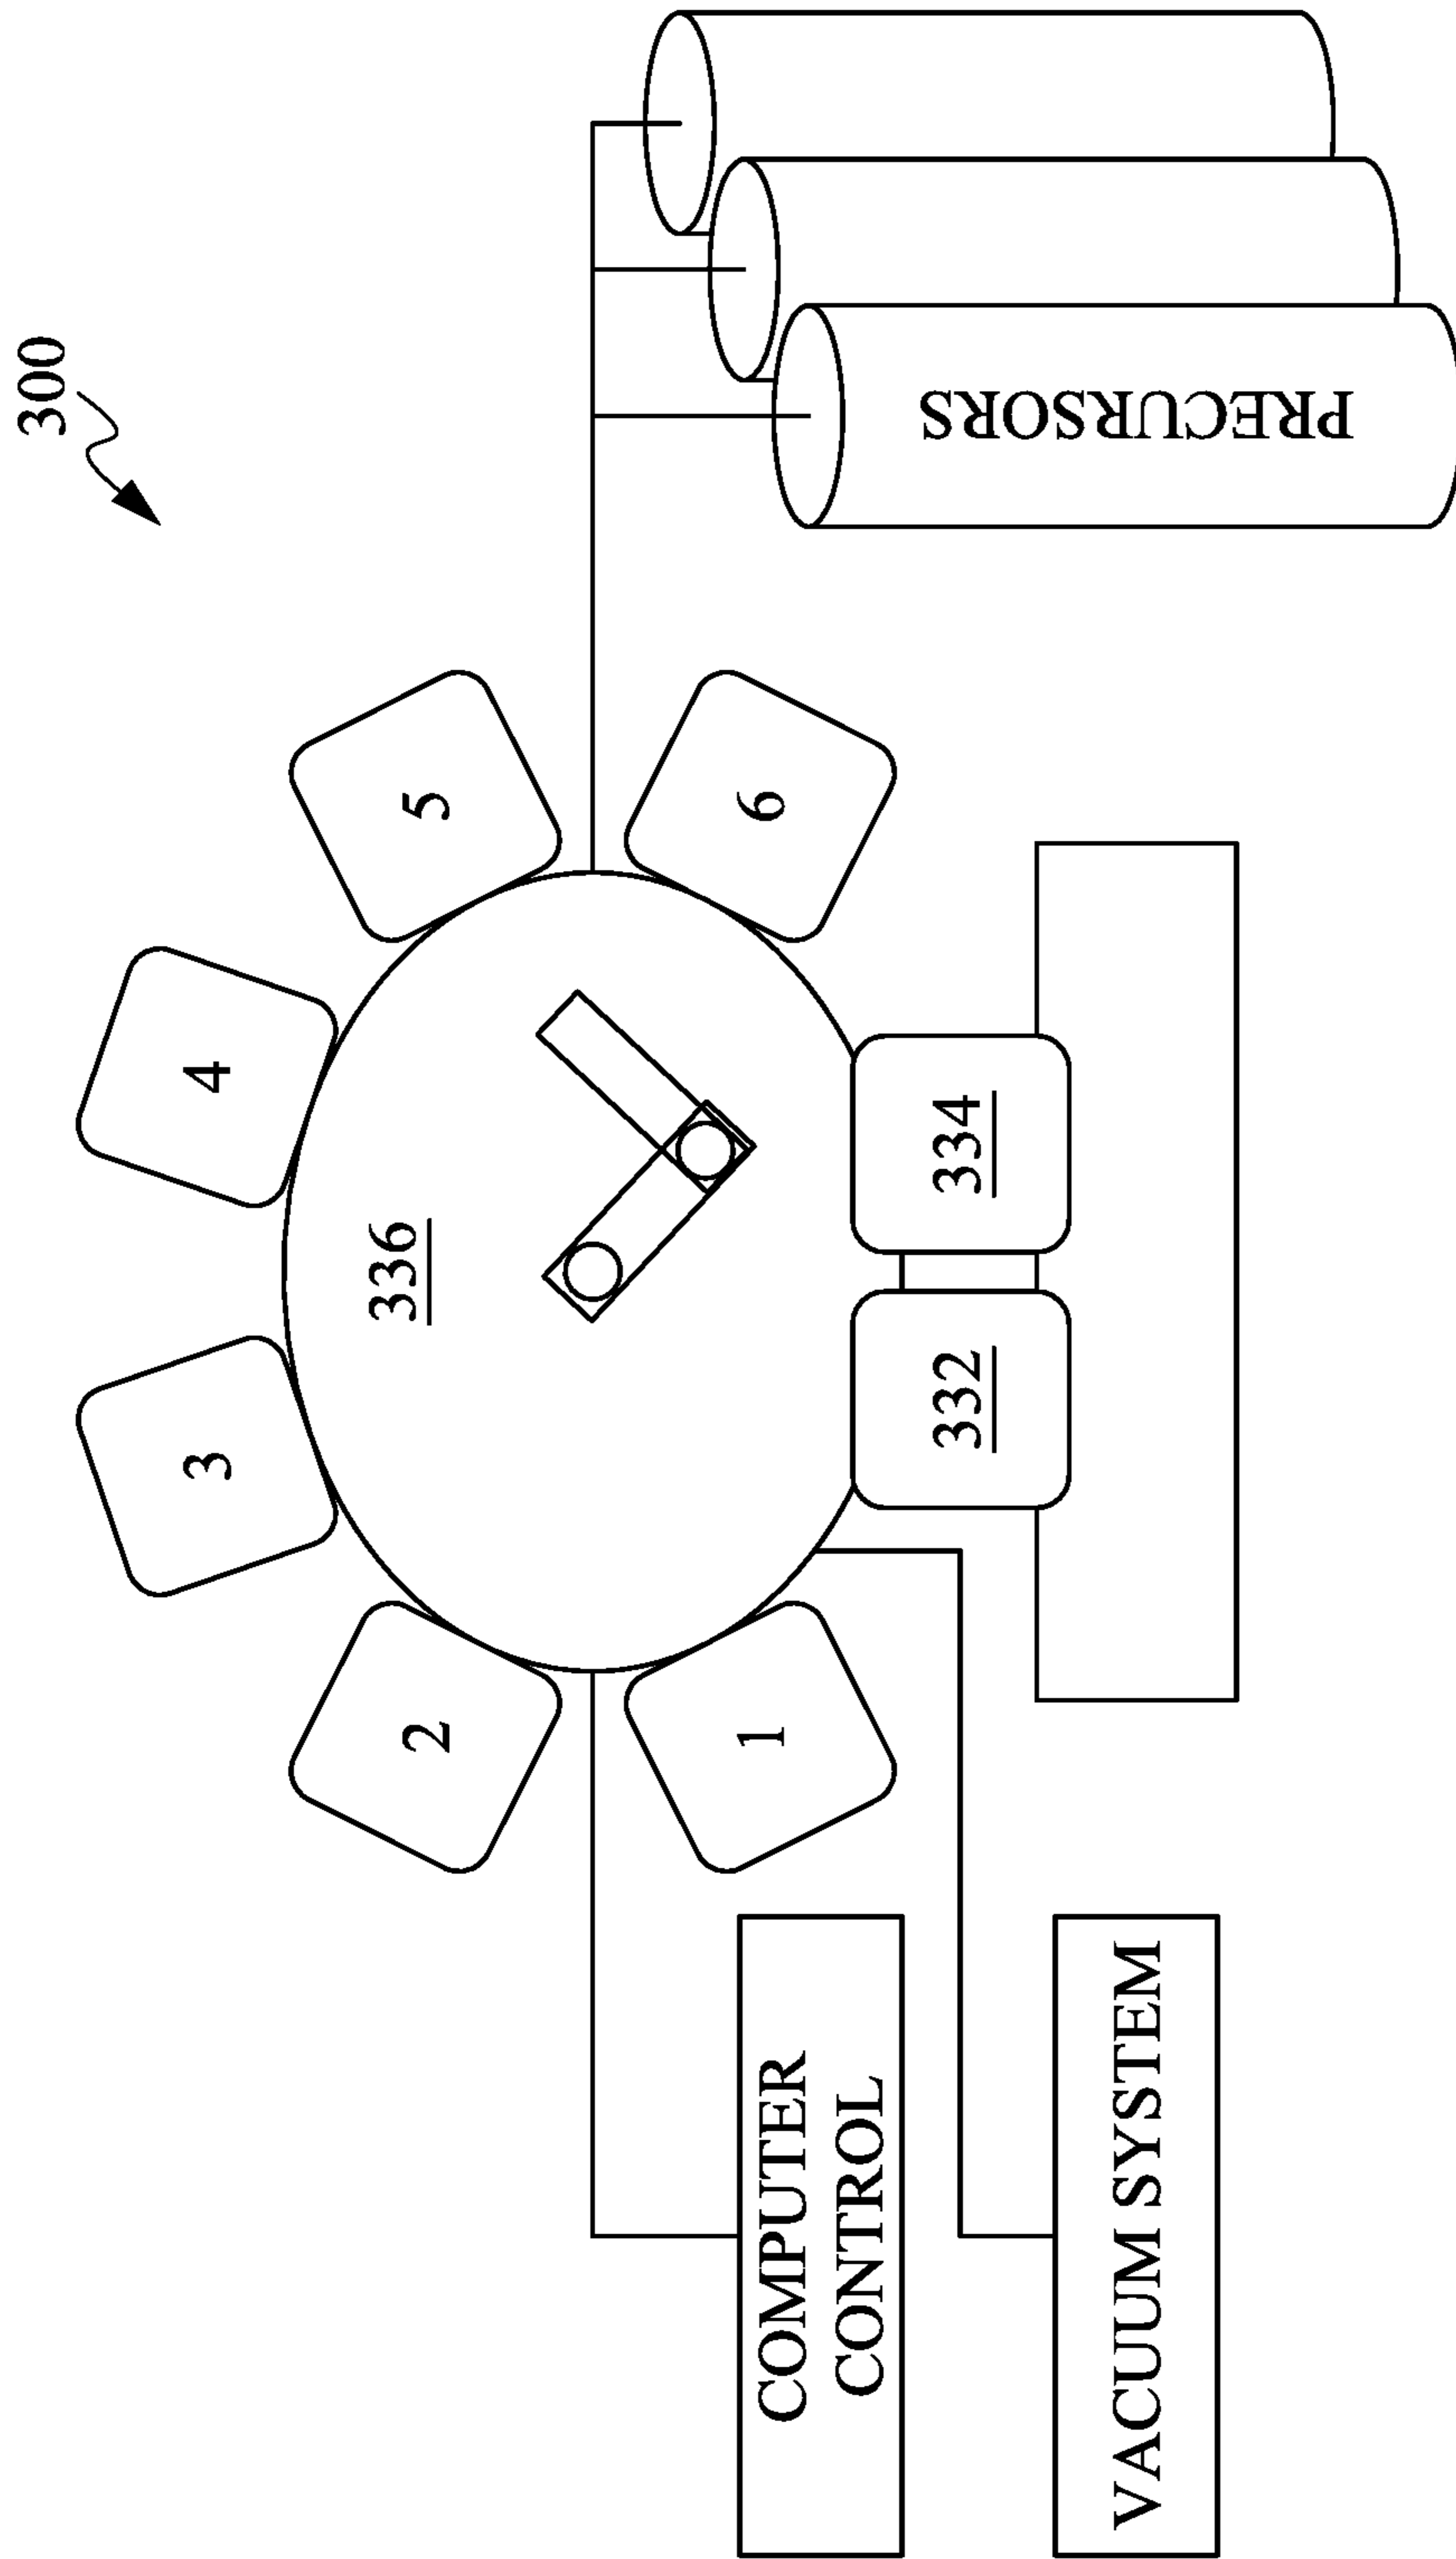 300
3
4
2
5
336
1
6
332
334
COMPUTER
CONTROL
VACUUM SYSTEM
PRECURSORS